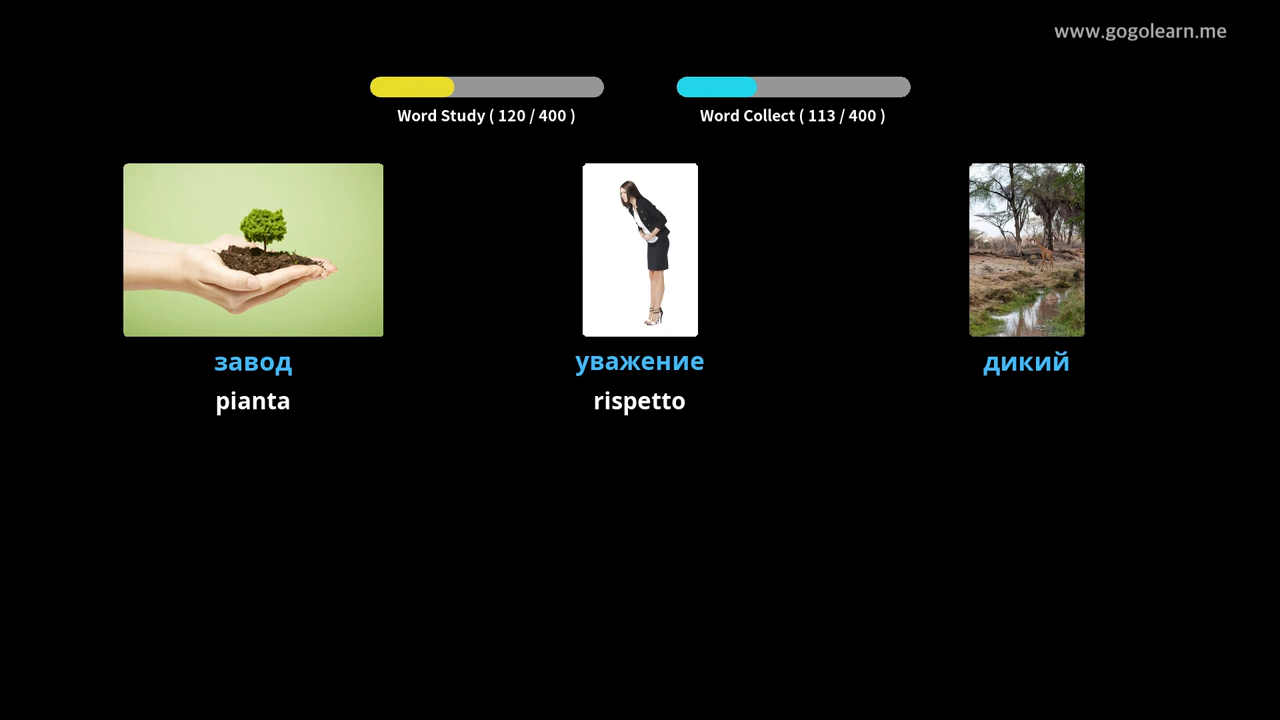 www.gogolearn.me
Word Study ( 120 / 400 )
Word Collect ( 113 / 400 )
завод
уважение
дикий
pianta
rispetto